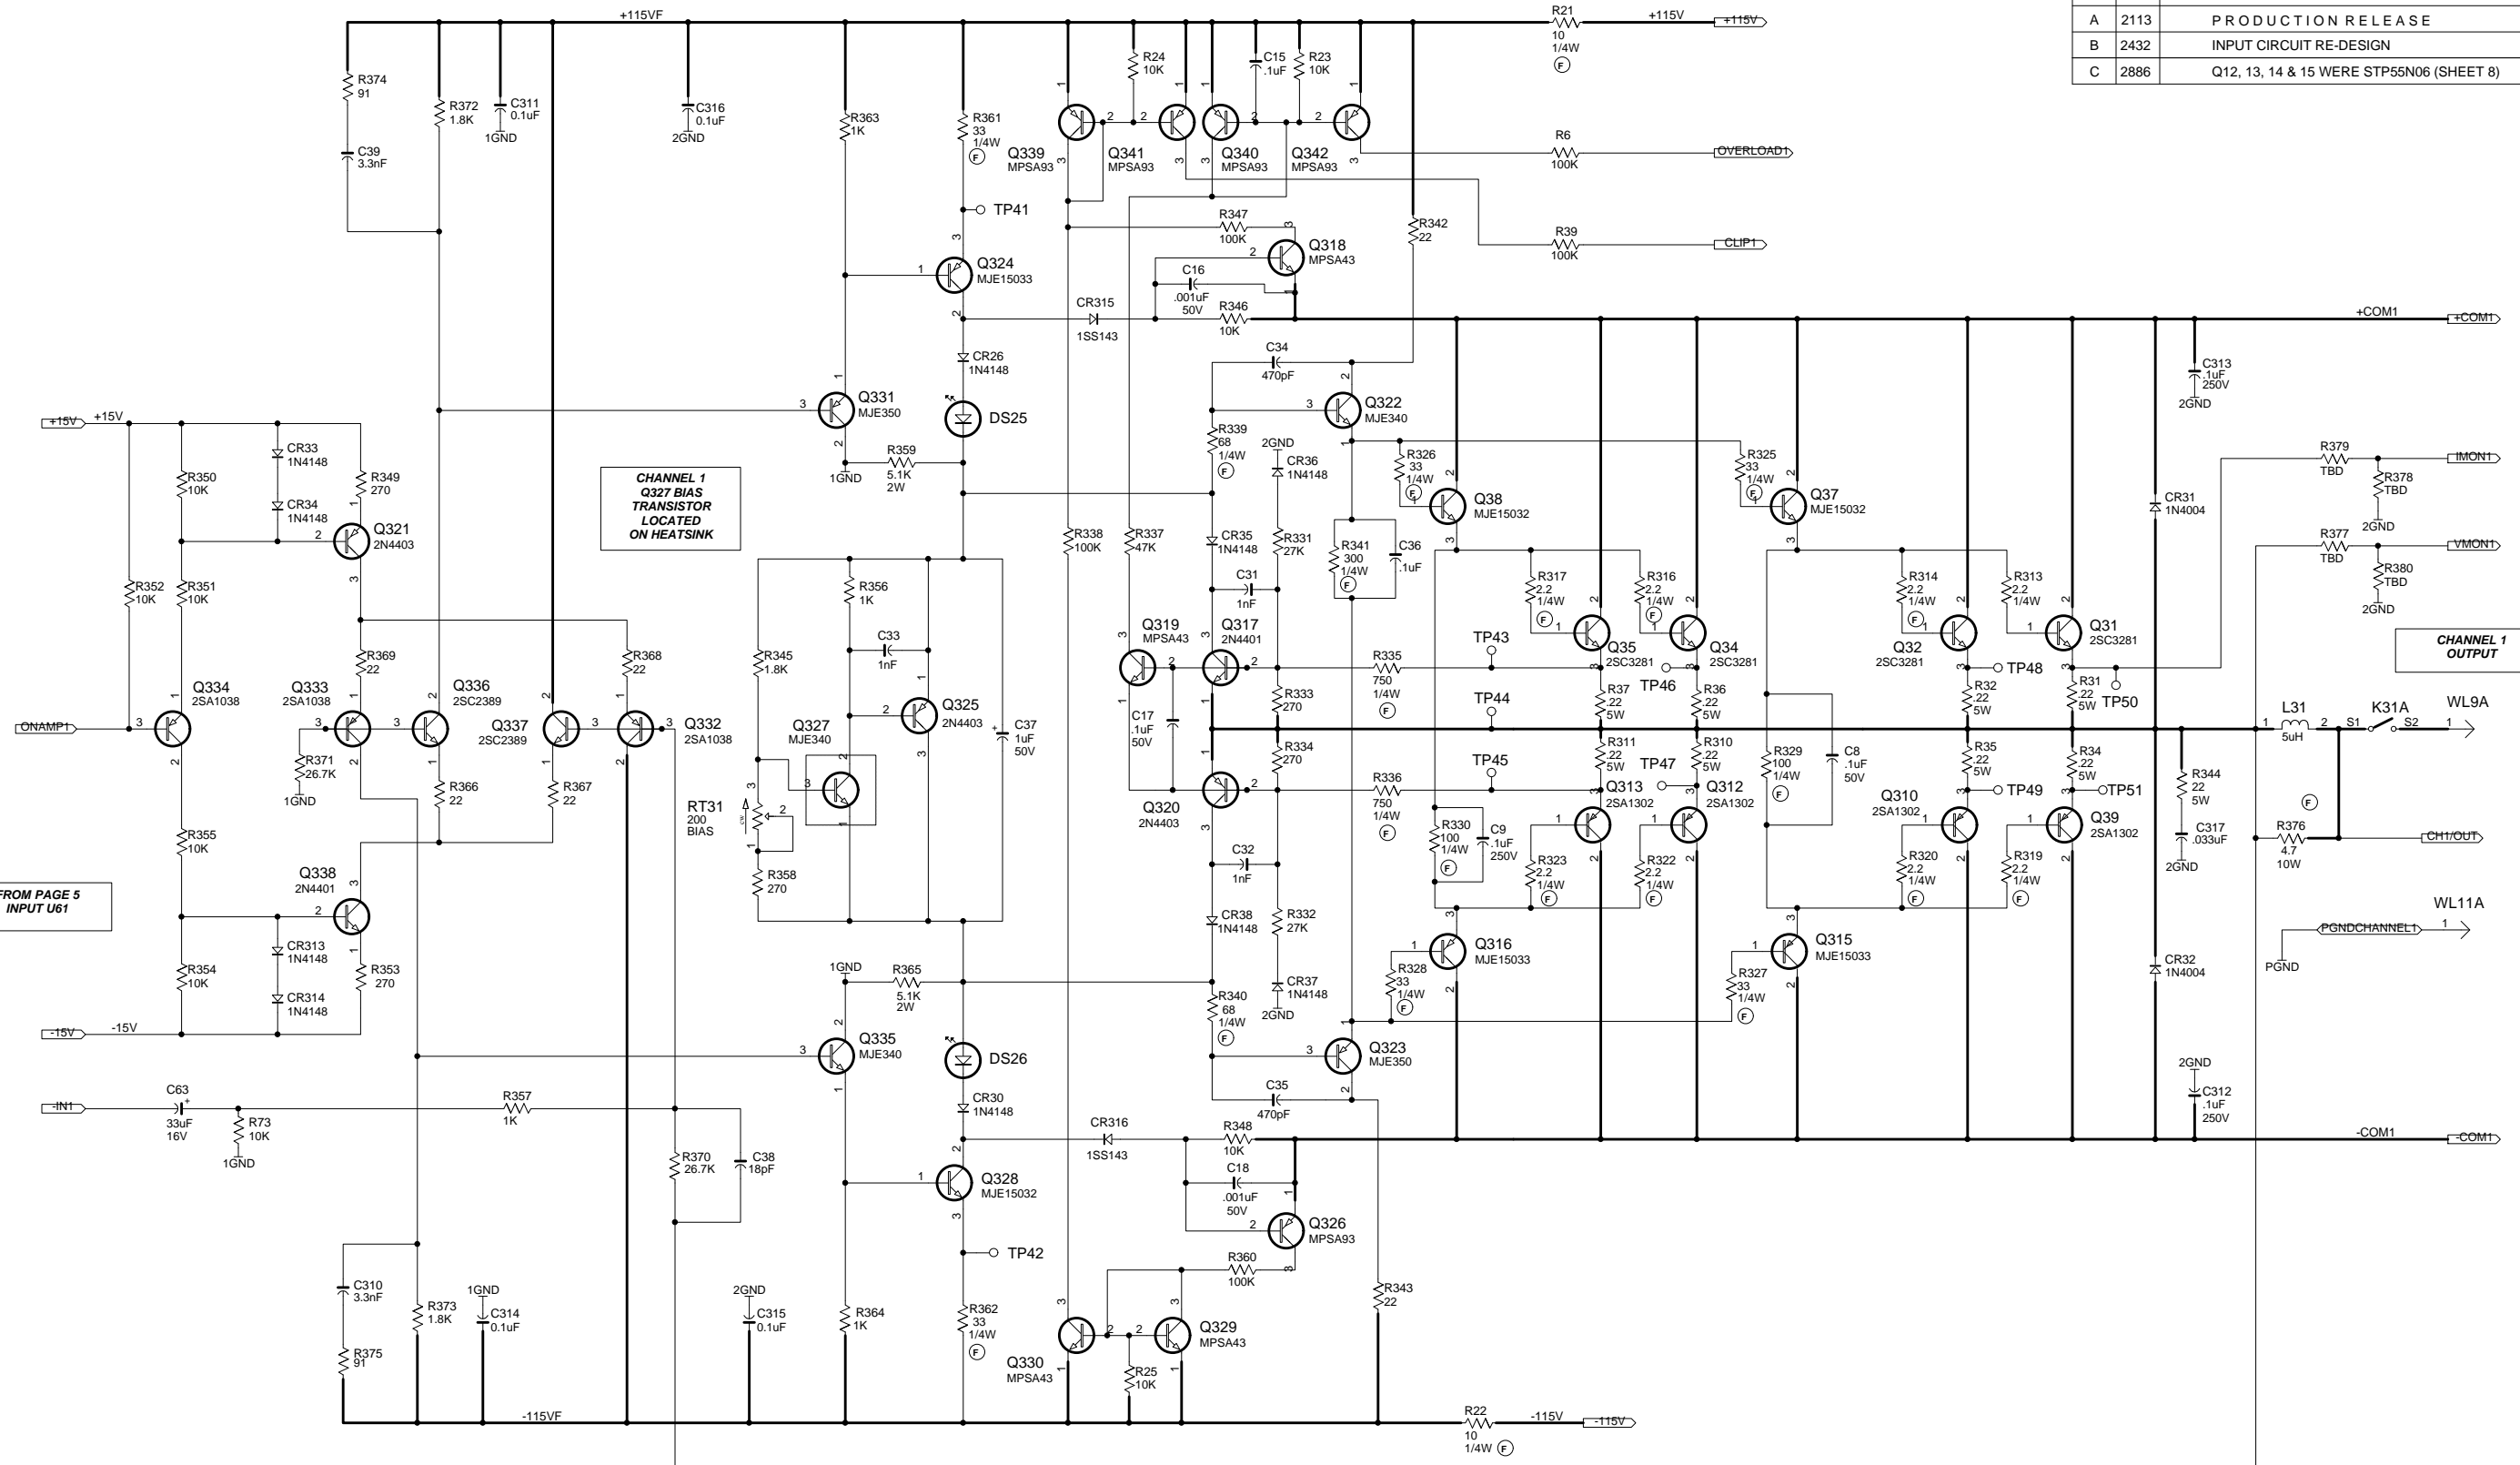 A 2113 PRODUCTION RELEASE
B 2432 INPUT CIRCUIT RE-DESIGN
C 2886 Q12, 13, 14 & 15 WERE STP55N06 (SHEET 8)
+115VF
R21
10
1/4W
F
+115V
+115V
R374
91
R372
1.8K
C311
0.1uF
1GND
C316
0.1uF
2GND
C39
3.3nF
R363
1K
R361
33
1/4W
F
R24
10K
C15
.1uF
R23
10K
Q339
MPSA93
Q341
MPSA93
Q340
MPSA93
Q342
MPSA93
R6
100K
OVERLOAD1
R39
100K
CLIP1
TP41
R347
100K
Q318
MPSA43
R342
22
Q324
MJE15033
C16
.001uF
50V
CR315
1SS143
R346
10K
+COM1
+COM1
CR26
1N4148
C34
470pF
C313
.1uF
250V
2GND
Q331
MJE350
DS25
Q322
MJE340
+15V
+15V
CR33
1N4148
R350
10K
R349
270
CR34
1N4148
Q321
2N4403
CHANNEL 1
Q327 BIAS
TRANSISTOR
LOCATED
ON HEATSINK
1GND
R359
5.1K
2W
R339
68
1/4W
F
2GND
CR36
1N4148
R326
33
1/4W
F
R325
33
1/4W
F
Q38
MJE15032
Q37
MJE15032
CR31
1N4004
R379
TBD
IMON1
R378
TBD
2GND
R377
TBD
VMON1
R380
TBD
2GND
R352
10K
R351
10K
R356
1K
R338
100K
R337
47K
CR35
1N4148
R331
27K
R341
300
1/4W
F
C36
.1uF
C31
1nF
R317
2.2
1/4W
F
R316
2.2
1/4W
F
R314
2.2
1/4W
F
R313
2.2
1/4W
CHANNEL 1
OUTPUT
R369
22
R368
22
R345
1.8K
C33
1nF
Q319
MPSA43
Q317
2N4401
TP43
R335
750
1/4W
F
Q35
2SC3281
Q34
2SC3281
Q32
2SC3281
Q31
2SC3281
TP46
TP48
TP50
Q334
2SA1038
Q333
2SA1038
Q336
2SC2389
Q337
2SC2389
Q332
2SA1038
Q327
MJE340
Q325
2N4403
C37
1uF
50V
C17
.1uF
50V
R333
270
TP44
R37
.22
5W
R36
.22
5W
R32
.22
5W
R31
.22
5W
L31
5uH
K31A
S1
S2
WL9A
ONAMP1
R371
26.7K
1GND
R366
22
R367
22
RT31
200
BIAS
cw
R334
270
R336
750
1/4W
F
TP45
TP47
R311
.22
5W
R310
.22
5W
R329
100
1/4W
F
C8
.1uF
50V
R35
.22
5W
R34
.22
5W
R344
22
5W
Q320
2N4403
Q313
2SA1302
Q312
2SA1302
Q310
2SA1302
TP49
TP51
Q39
2SA1302
C317
.033uF
2GND
F
R376
4.7
10W
CH1/OUT
R355
10K
R358
270
C32
1nF
R330
100
1/4W
F
C9
.1uF
250V
R323
2.2
1/4W
F
R322
2.2
1/4W
F
R320
2.2
1/4W
F
R319
2.2
1/4W
F
Q338
2N4401
FROM PAGE 5
INPUT U61
CR313
1N4148
CR38
1N4148
R332
27K
WL11A
PGNDCHANNEL1
PGND
R354
10K
R353
270
CR314
1N4148
1GND
R365
5.1K
2W
R340
68
1/4W
F
CR37
1N4148
2GND
Q316
MJE15033
R328
33
1/4W
F
Q315
MJE15033
R327
33
1/4W
F
CR32
1N4004
-15V
-15V
Q335
MJE340
DS26
Q323
MJE350
-IN1
C63
33uF
16V
R73
10K
1GND
R357
1K
CR30
1N4148
C35
470pF
2GND
C312
.1uF
250V
R370
26.7K
C38
18pF
CR316
1SS143
R348
10K
-COM1
-COM1
Q328
MJE15032
C18
.001uF
50V
Q326
MPSA93
TP42
R360
100K
C310
3.3nF
R373
1.8K
1GND
C314
0.1uF
2GND
C315
0.1uF
R364
1K
R362
33
1/4W
F
R343
22
R375
91
Q330
MPSA43
Q329
MPSA43
R25
10K
-115VF
R22
10
1/4W
F
-115V
-115V